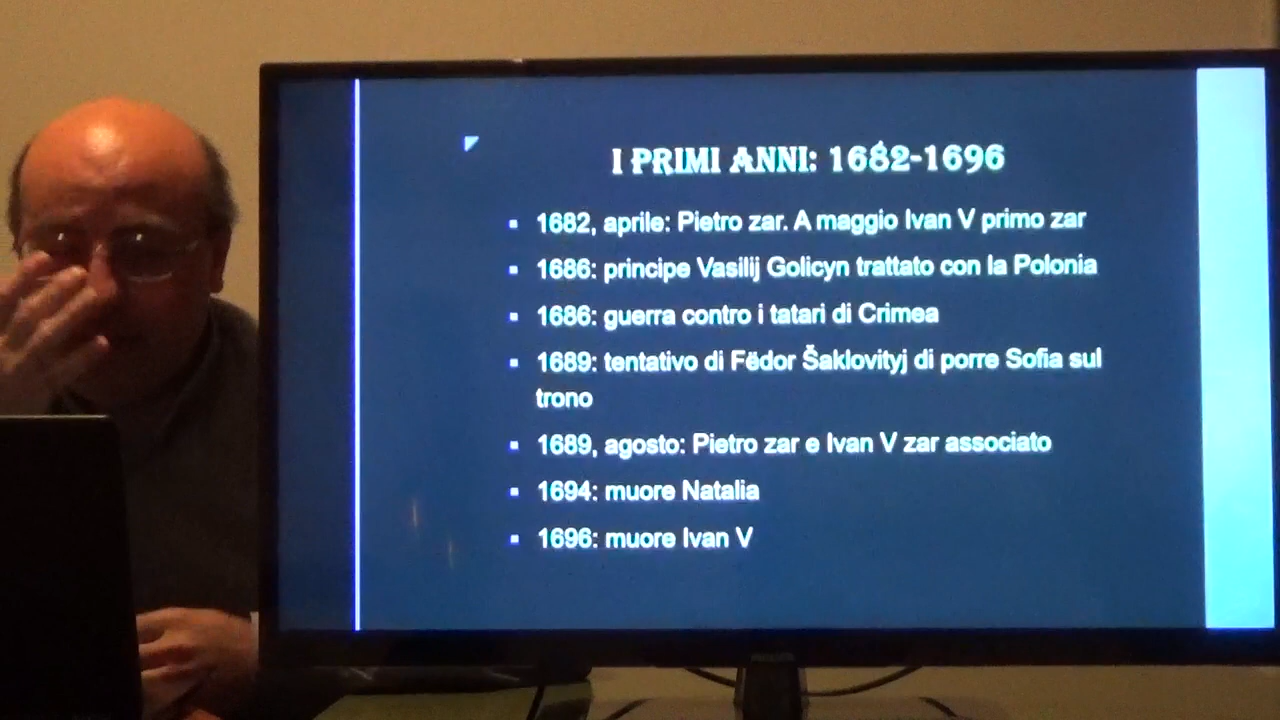 I PRIMI ANNI: 1682-1696
▪ 1682, aprile: Pietro zar. A maggio Ivan V primo zar
▪ 1686: principe Vasilij Golicyn trattato con la Polonia
▪ 1686: guerra contro i tatari di Crimea
▪ 1689: tentativo di Fëdor Šaklovityj di porre Sofia sul
trono
▪ 1689, agosto: Pietro zar e Ivan V zar associato
▪ 1694: muore Natalia
▪ 1696: muore Ivan V